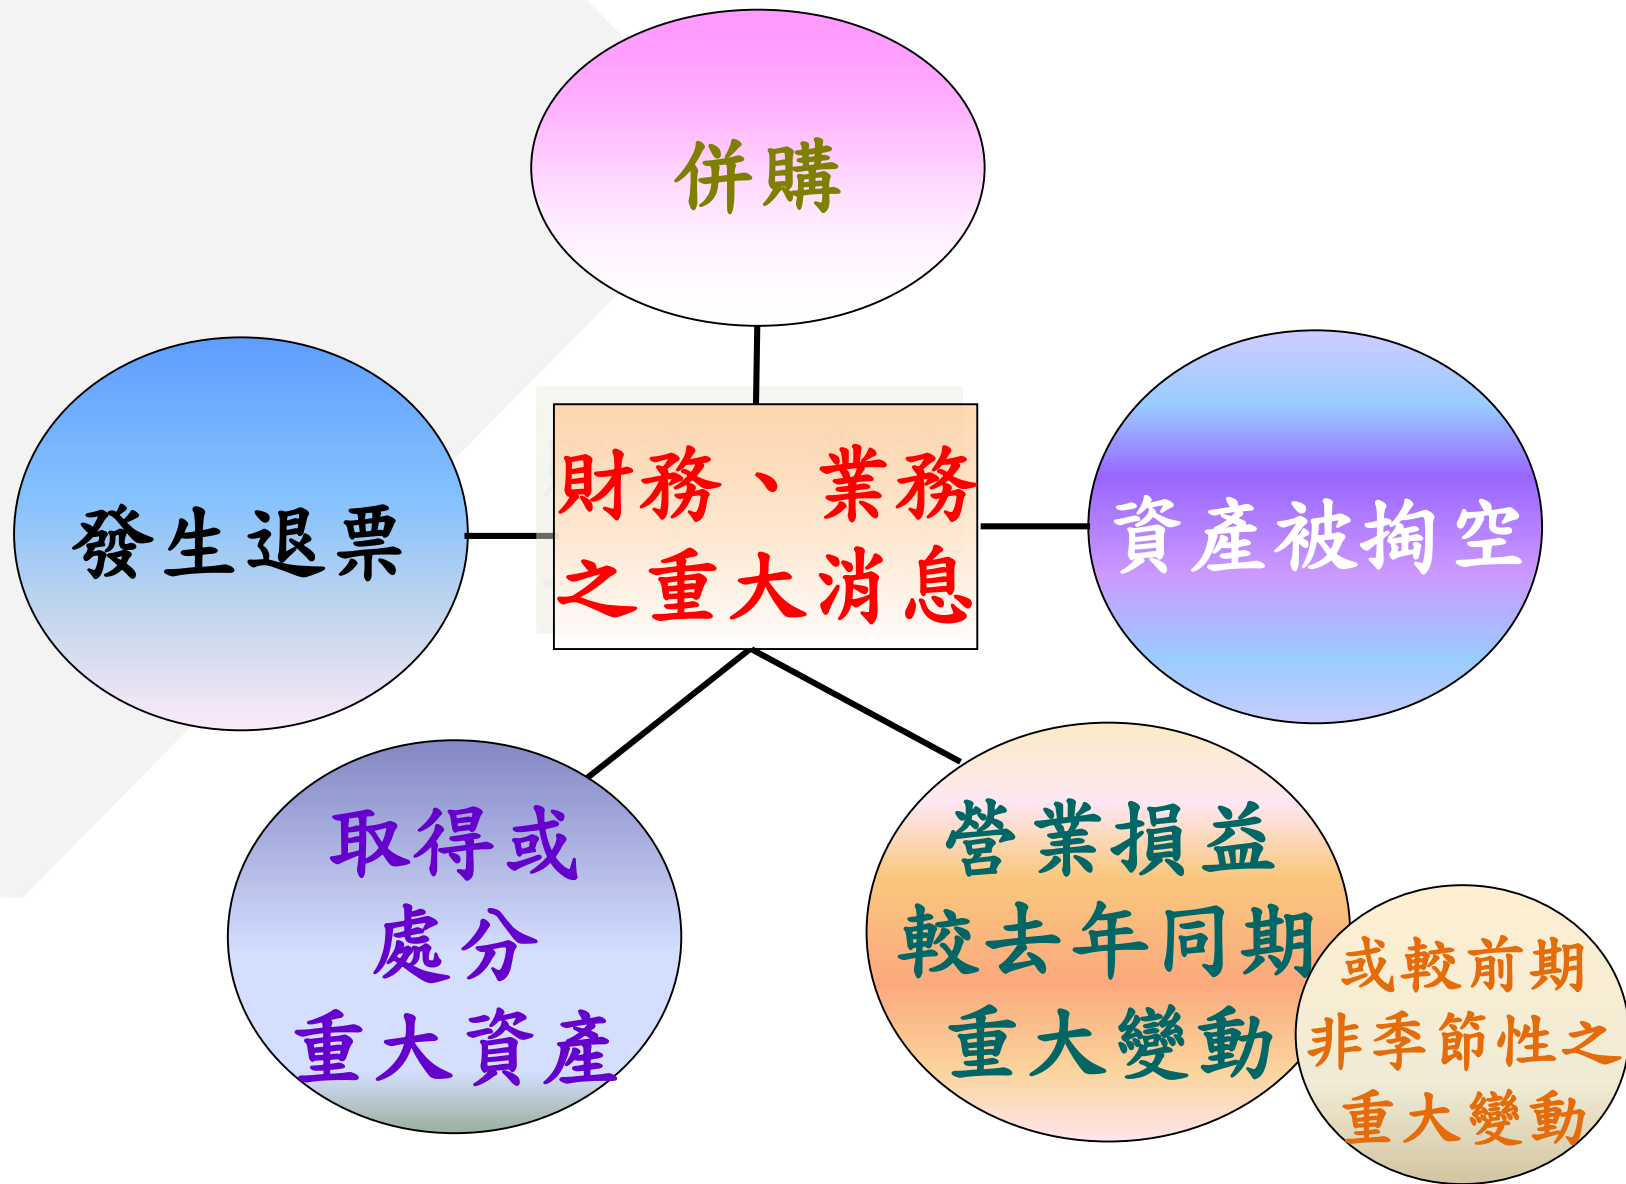 併購
發生退票
財務、業務
之重大消息
資產被掏空
取得或
處分
重大資產
營業損益
較去年同期
重大變動
或較前期
非季節性之
重大變動